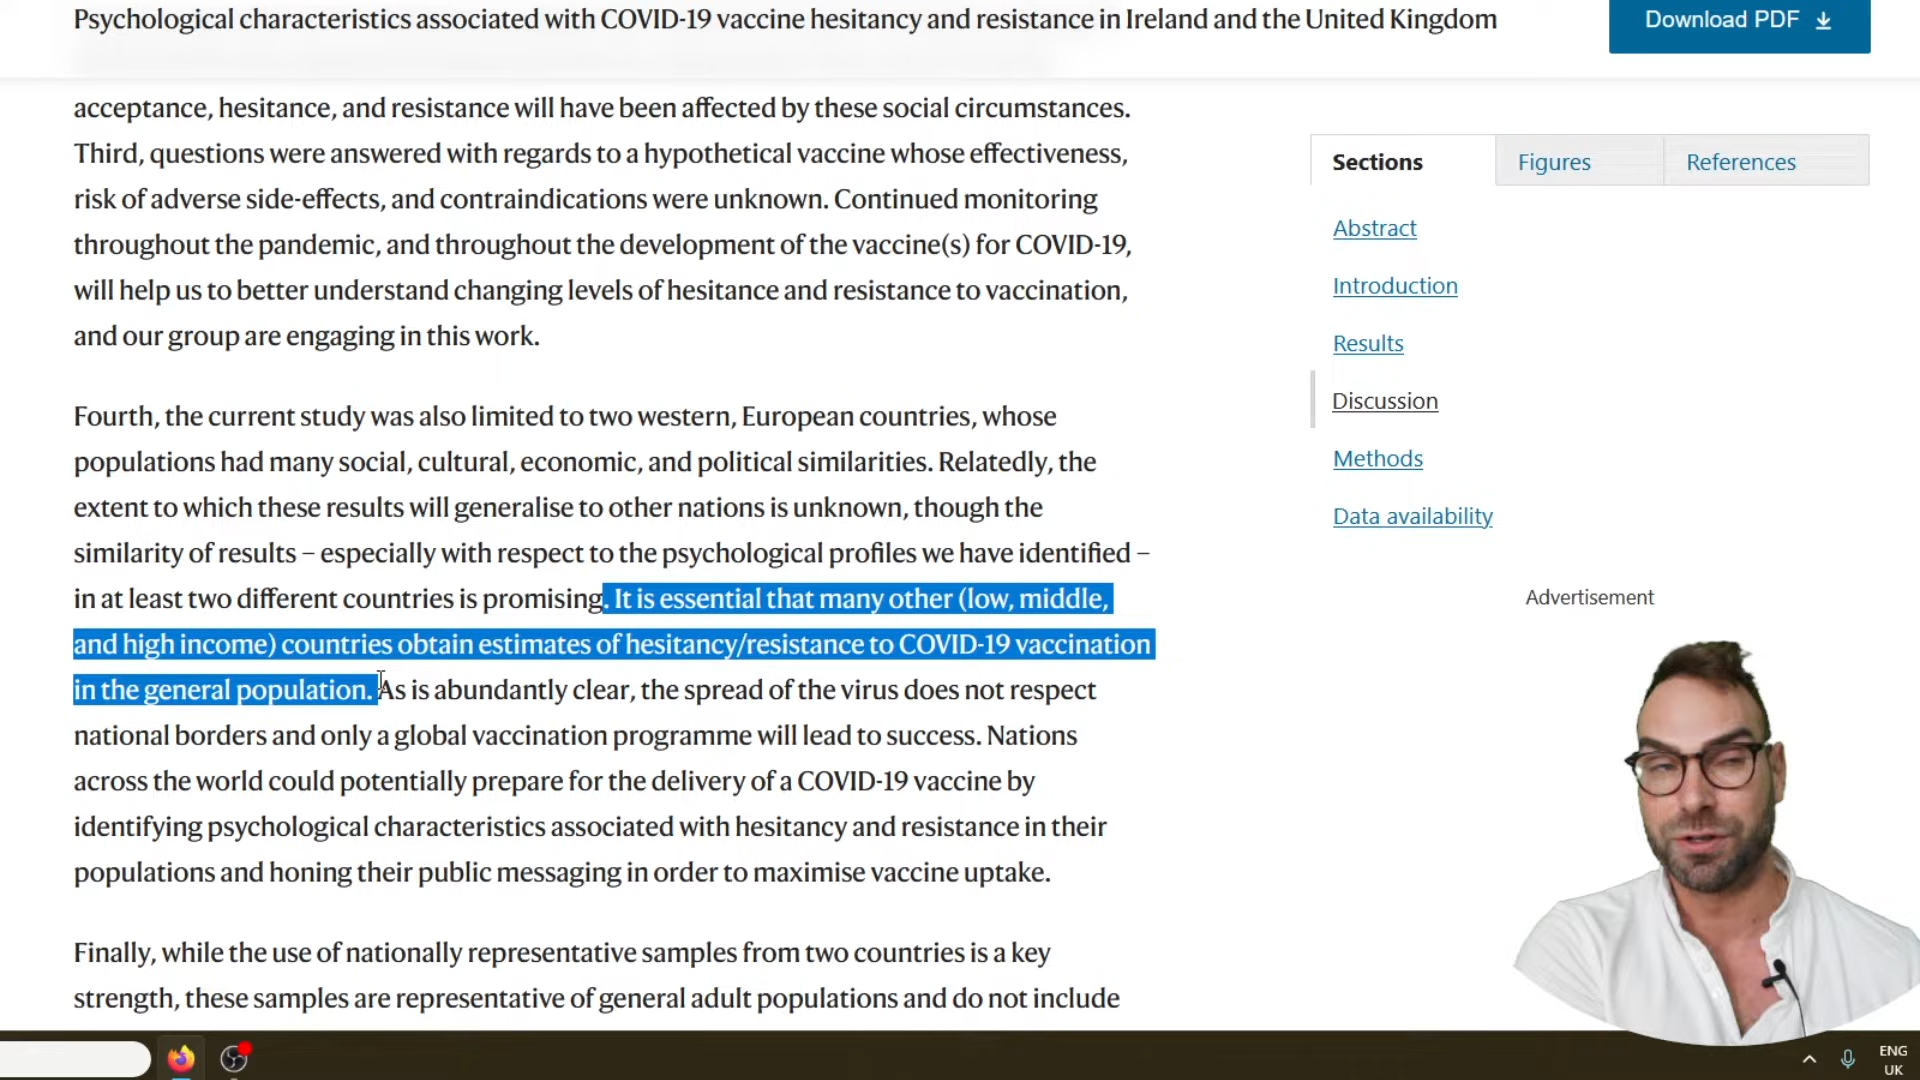 Psychological characteristics associated with COVID-19 vaccine hesitancy and resistance in Ireland and the United Kingdom
Download PDF
acceptance, hesitance, and resistance will have been affected by these social circumstances.
Third, questions were answered with regards to a hypothetical vaccine whose effectiveness,
risk of adverse side-effects, and contraindications were unknown. Continued monitoring
throughout the pandemic, and throughout the development of the vaccine(s) for COVID-19,
will help us to better understand changing levels of hesitance and resistance to vaccination,
and our group are engaging in this work.
Fourth, the current study was also limited to two western, European countries, whose
populations had many social, cultural, economic, and political similarities. Relatedly, the
extent to which these results will generalise to other nations is unknown, though the
similarity of results – especially with respect to the psychological profiles we have identified –
in at least two different countries is promising. It is essential that many other (low, middle,
and high income) countries obtain estimates of hesitancy/resistance to COVID-19 vaccination
in the general population. As is abundantly clear, the spread of the virus does not respect
national borders and only a global vaccination programme will lead to success. Nations
across the world could potentially prepare for the delivery of a COVID-19 vaccine by
identifying psychological characteristics associated with hesitancy and resistance in their
populations and honing their public messaging in order to maximise vaccine uptake.
Finally, while the use of nationally representative samples from two countries is a key
strength, these samples are representative of general adult populations and do not include
Sections
Figures
References
Abstract
Introduction
Results
Discussion
Methods
Data availability
Advertisement
ENG
UK